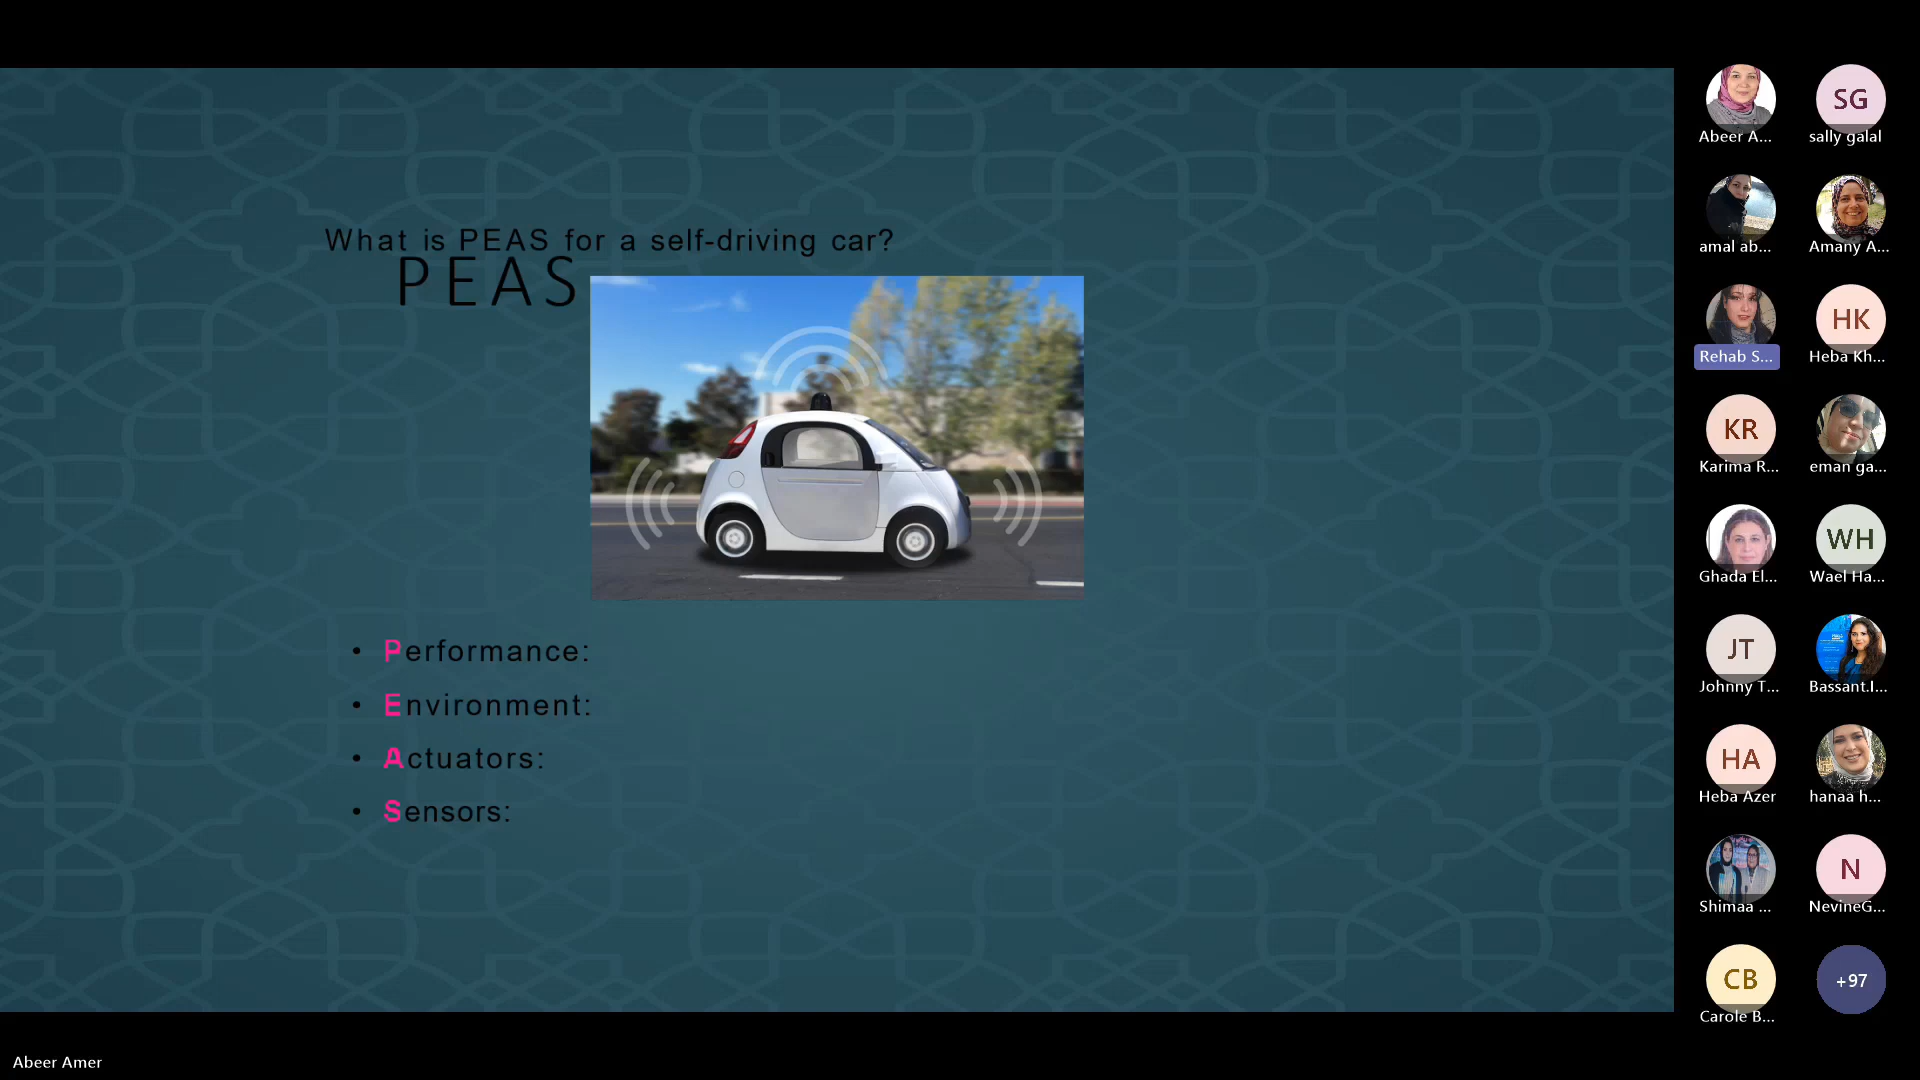 What is PEAS for a self-driving car?
PEAS
• Performance:
• Environment:
• Actuators:
• Sensors:
Abeer A...
SG
sally galal
amal ab...
Amany A...
Rehab S...
HK
Heba Kh...
KR
Karima R...
eman ga...
Ghada El...
WH
Wael Ha...
JT
Johnny T...
Bassant.I...
HA
Heba Azer
hanaa h...
Shimaa ...
N
NevineG...
CB
Carole B...
+97
Abeer Amer